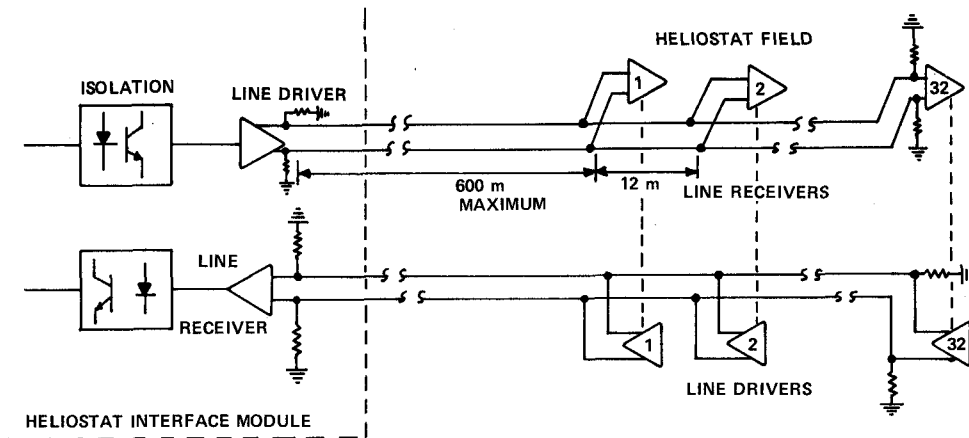 HELIOSTAT FIELD
ISOLATION
LINE DRIVER
1
2
32
600 m
MAXIMUM
12 m
LINE RECEIVERS
LINE
RECEIVER
1
2
32
LINE DRIVERS
HELIOSTAT INTERFACE MODULE